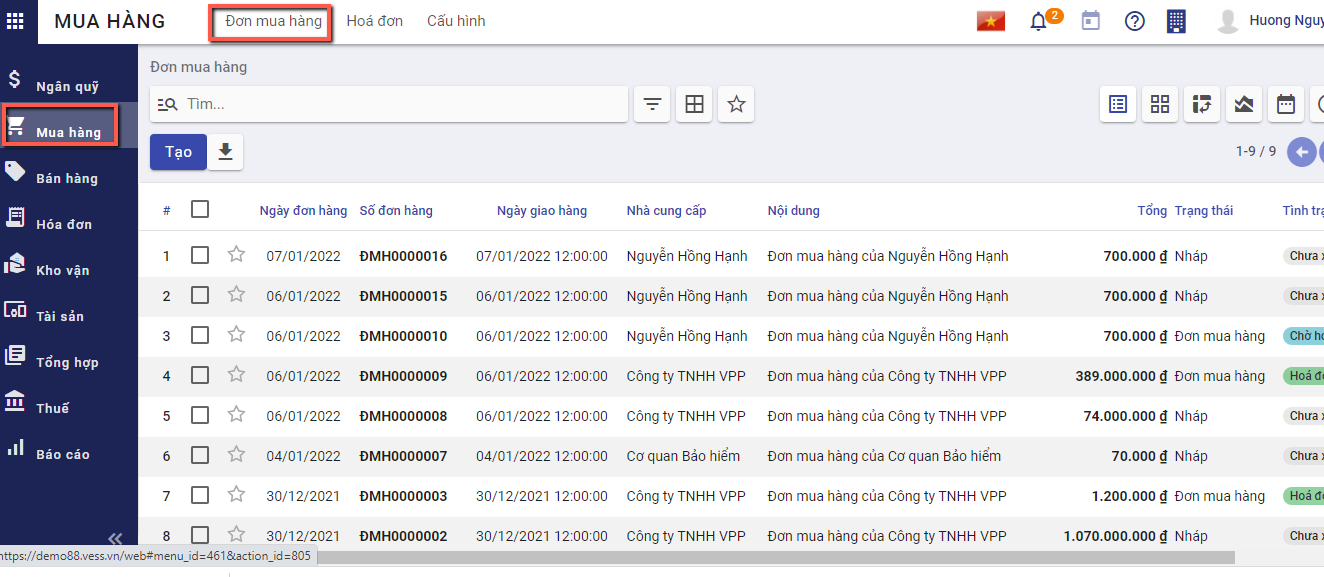 MUA HÀNG Đơn mua hàng Hoá đơn Cấu hình 2 Huong Nguy
Ngân quỹ
Mua hàng
Bán hàng
Hóa đơn
Kho vận
Tài sản
Tổng hợp
Thuế
Báo cáo
Đơn mua hàng
Tìm...
Tạo
1-9 / 9
# Ngày đơn hàng Số đơn hàng Ngày giao hàng Nhà cung cấp Nội dung Tổng Trạng thái Tình trạ
1 07/01/2022 ĐMH0000016 07/01/2022 12:00:00 Nguyễn Hồng Hạnh Đơn mua hàng của Nguyễn Hồng Hạnh 700.000 ₫ Nháp Chưa x
2 06/01/2022 ĐMH0000015 06/01/2022 12:00:00 Nguyễn Hồng Hạnh Đơn mua hàng của Nguyễn Hồng Hạnh 700.000 ₫ Nháp Chưa x
3 06/01/2022 ĐMH0000010 06/01/2022 12:00:00 Nguyễn Hồng Hạnh Đơn mua hàng của Nguyễn Hồng Hạnh 700.000 ₫ Đơn mua hàng Chờ ho
4 06/01/2022 ĐMH0000009 06/01/2022 12:00:00 Công ty TNHH VPP Đơn mua hàng của Công ty TNHH VPP 389.000.000 ₫ Đơn mua hàng Hoá đơ
5 06/01/2022 ĐMH0000008 06/01/2022 12:00:00 Công ty TNHH VPP Đơn mua hàng của Công ty TNHH VPP 74.000.000 ₫ Nháp Chưa x
6 04/01/2022 ĐMH0000007 04/01/2022 12:00:00 Cơ quan Bảo hiểm Đơn mua hàng của Cơ quan Bảo hiểm 70.000 ₫ Nháp Chưa x
7 30/12/2021 ĐMH0000003 30/12/2021 12:00:00 Công ty TNHH VPP Đơn mua hàng của Công ty TNHH VPP 1.200.000 ₫ Đơn mua hàng Hoá đơ
8 30/12/2021 ĐMH0000002 30/12/2021 12:00:00 Công ty TNHH VPP Đơn mua hàng của Công ty TNHH VPP 1.070.000.000 ₫ Nháp Chưa x
https://demo88.vess.vn/web#menu_id=461&action_id=805